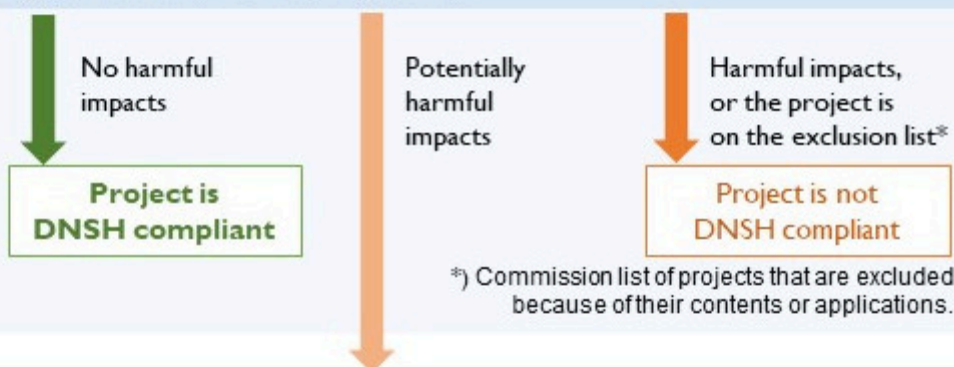 No harmful
impacts
Potentially
harmful
impacts
Harmful impacts,
or the project is
on the exclusion list*
Project is
DNSH compliant
Project is not
DNSH compliant
*) Commission list of projects that are excluded
because of their contents or applications.